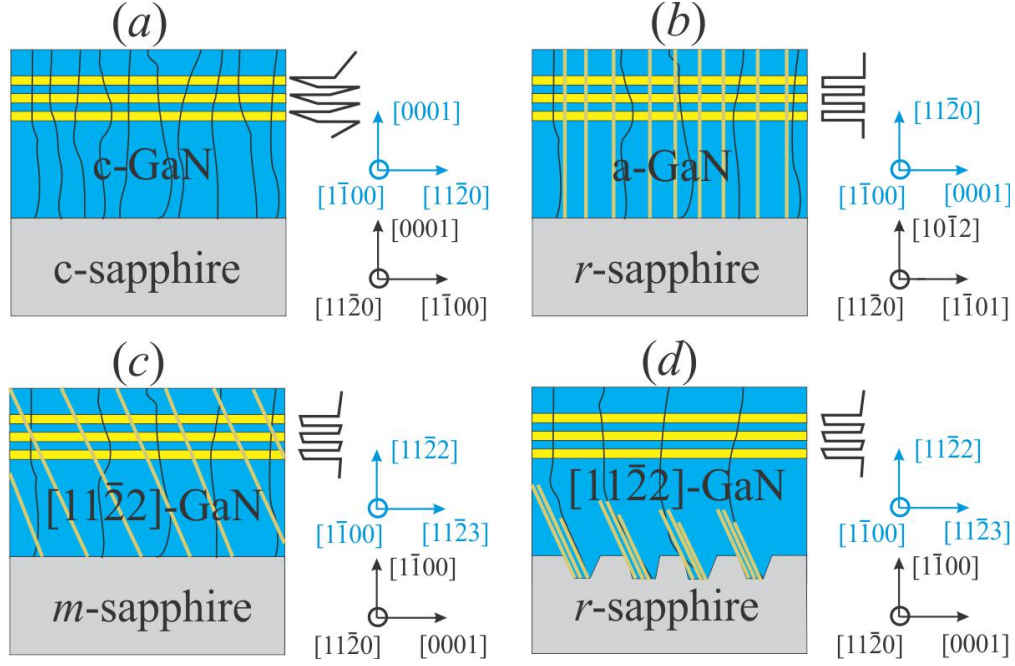 (a)
[0001]
c-GaN
[11̄00] [112̄0]
[0001]
c-sapphire
[112̄0] [11̄00]
(b)
[112̄0]
a-GaN
[11̄00] [0001]
[101̄2]
r-sapphire
[112̄0] [11̄01]
(c)
[112̄2]
[112̄2]-GaN
[11̄00] [112̄3]
[11̄00]
m-sapphire
[112̄0] [0001]
(d)
[112̄2]
[112̄2]-GaN
[11̄00] [112̄3]
[11̄00]
r-sapphire
[112̄0] [0001]